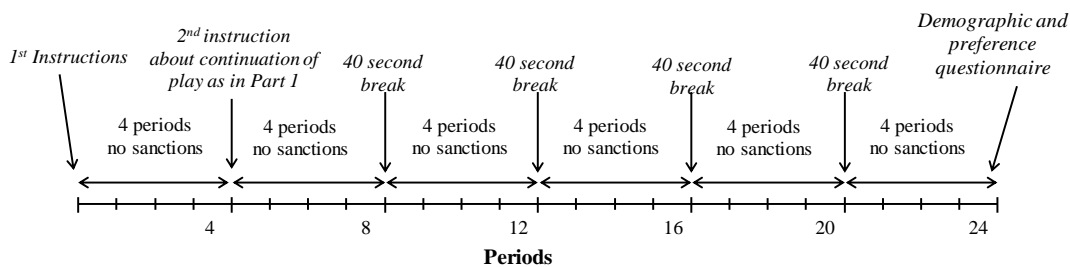 1st Instructions
2nd instruction
about continuation of
play as in Part 1
40 second
break
40 second
break
40 second
break
40 second
break
Demographic and
preference
questionnaire
4 periods
no sanctions
4 periods
no sanctions
4 periods
no sanctions
4 periods
no sanctions
4 periods
no sanctions
4 periods
no sanctions
4 8 12 16 20 24
Periods